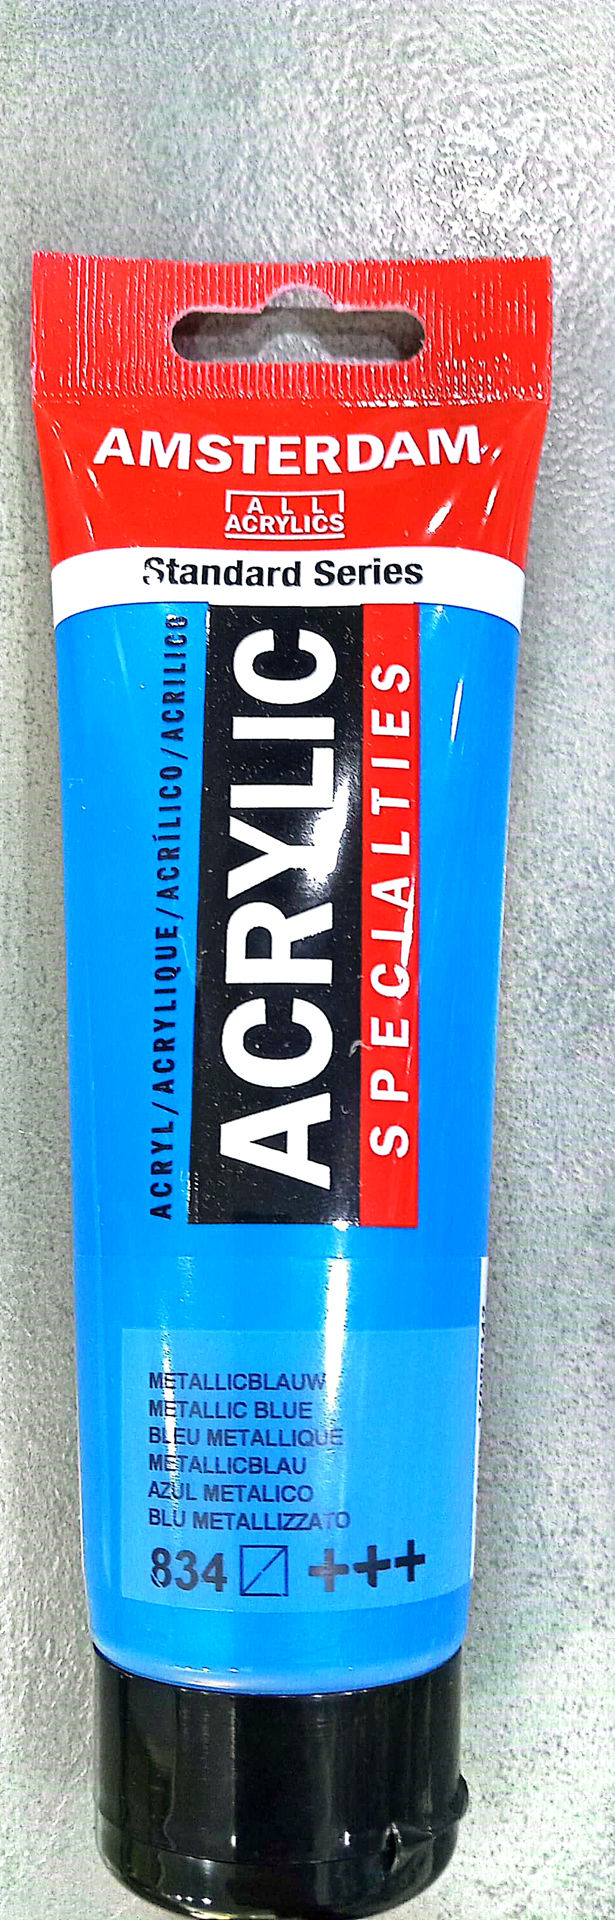 AMSTERDAM
ALL
ACRYLICS
Standard Series
ACRYL/ACRYLIQUE/ACRÍLICO/ACRILICO
ACRYLIC
SPECIALTIES
METALLICBLAUW
METALLIC BLUE
BLEU METALLIQUE
METALLICBLAU
AZUL METALICO
BLU METALLIZZATO
834 +++